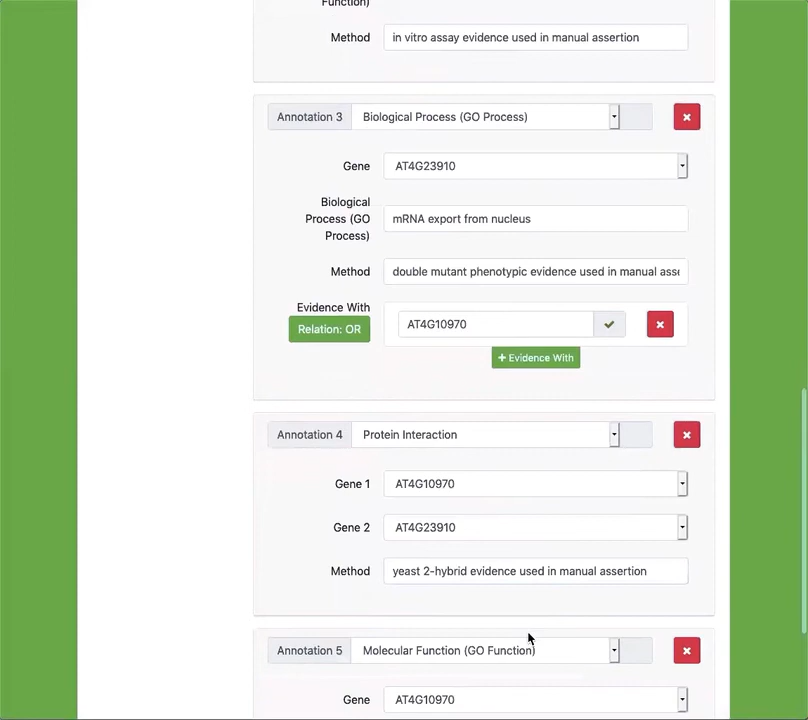 Function)
Method in vitro assay evidence used in manual assertion
Annotation 3 Biological Process (GO Process)
Gene AT4G23910
Biological
Process (GO
Process)
mRNA export from nucleus
Method double mutant phenotypic evidence used in manual asse
Evidence With
Relation: OR
AT4G10970
+ Evidence With
Annotation 4 Protein Interaction
Gene 1 AT4G10970
Gene 2 AT4G23910
Method yeast 2-hybrid evidence used in manual assertion
Annotation 5 Molecular Function (GO Function)
Gene AT4G10970